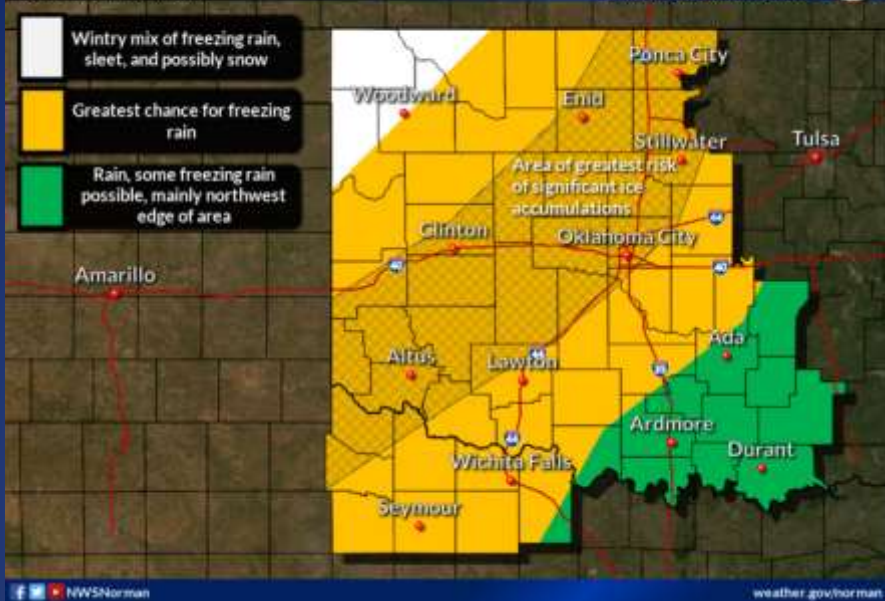 Wintry mix of freezing rain,
sleet, and possibly snow
Greatest chance for freezing
rain
Rain, some freezing rain
possible, mainly northwest
edge of area
Ponca City
Woodward
Enid
Stillwater
Tulsa
Area of greatest risk
of significant ice
accumulations
44
Clinton
Oklahoma City
40
40
Amarillo
Ada
44
Altus
Lawton
35
Ardmore
44
Durant
Wichita Falls
Seymour
NWSNorman
weather.gov/norman